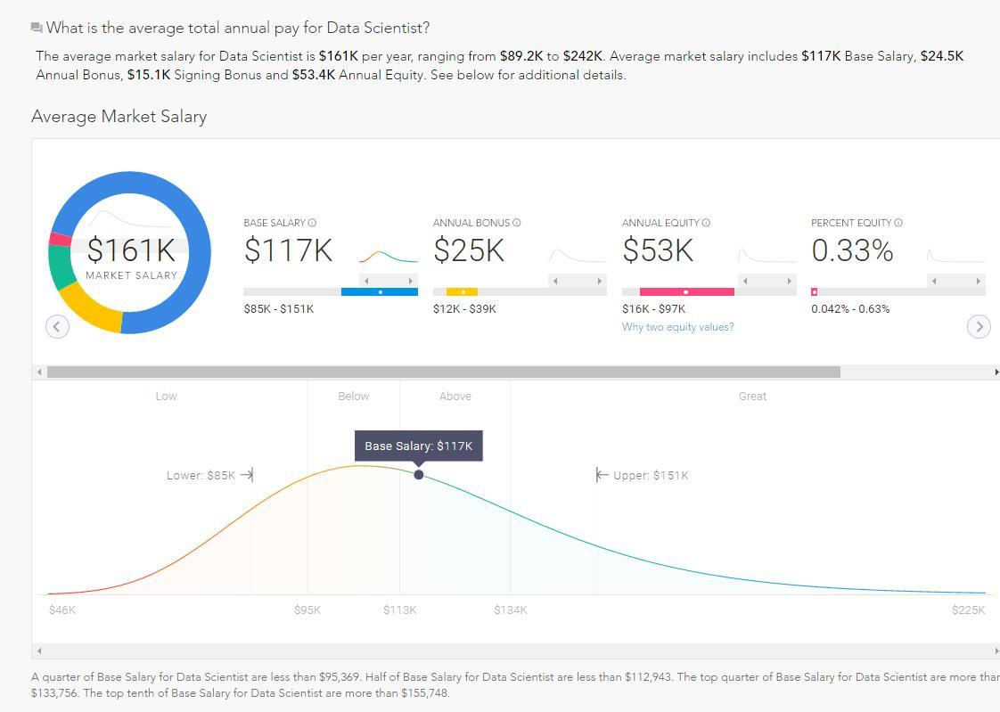 What is the average total annual pay for Data Scientist?
The average market salary for Data Scientist is $161K per year, ranging from $89.2K to $242K. Average market salary includes $117K Base Salary, $24.5K
Annual Bonus, $15.1K Signing Bonus and $53.4K Annual Equity. See below for additional details.
Average Market Salary
$161K
MARKET SALARY
BASE SALARY
$117K
$85K - $151K
ANNUAL BONUS
$25K
$12K - $39K
ANNUAL EQUITY
$53K
$16K - $97K
Why two equity values?
PERCENT EQUITY
0.33%
0.042% - 0.63%
Low Below Above Great
Base Salary: $117K
Lower: $85K
Upper: $151K
$46K $95K $113K $134K $225K
A quarter of Base Salary for Data Scientist are less than $95,369. Half of Base Salary for Data Scientist are less than $112,943. The top quarter of Base Salary for Data Scientist are more than
$133,756. The top tenth of Base Salary for Data Scientist are more than $155,748.